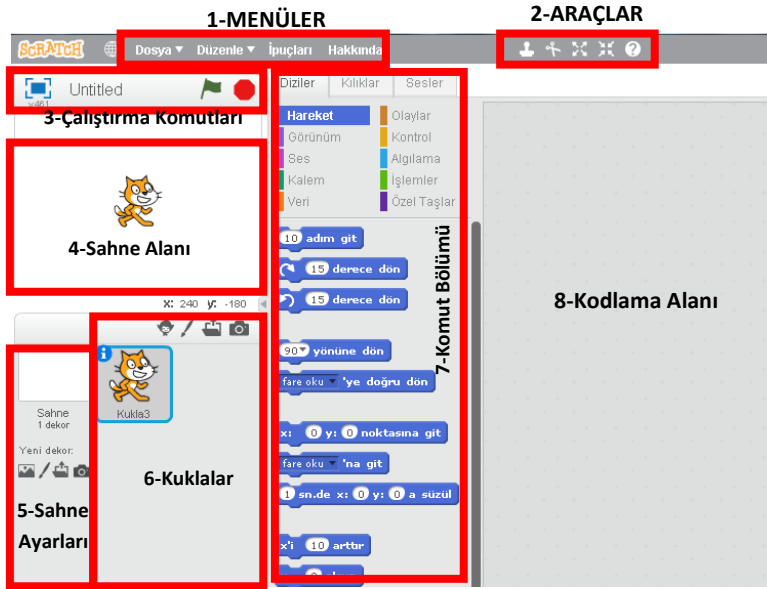 1-MENÜLER
2-ARAÇLAR
SCRATCH
Dosya Düzenle İpuçları Hakkında
Untitled
v461
3-Çalıştırma Komutları
4-Sahne Alanı
x: 240 y: -180
Sahne
1 dekor
Yeni dekor:
5-Sahne
Ayarları
Kukla3
6-Kuklalar
Diziler Kılıklar Sesler
Hareket Olaylar
Görünüm Kontrol
Ses Algılama
Kalem İşlemler
Veri Özel Taşlar
10 adım git
15 derece dön
15 derece dön
90 yönüne dön
fare oku 'ye doğru dön
x: 0 y: 0 noktasına git
fare oku 'na git
1 sn.de x: 0 y: 0 a süzül
x'i 10 arttır
7-Komut Bölümü
8-Kodlama Alanı